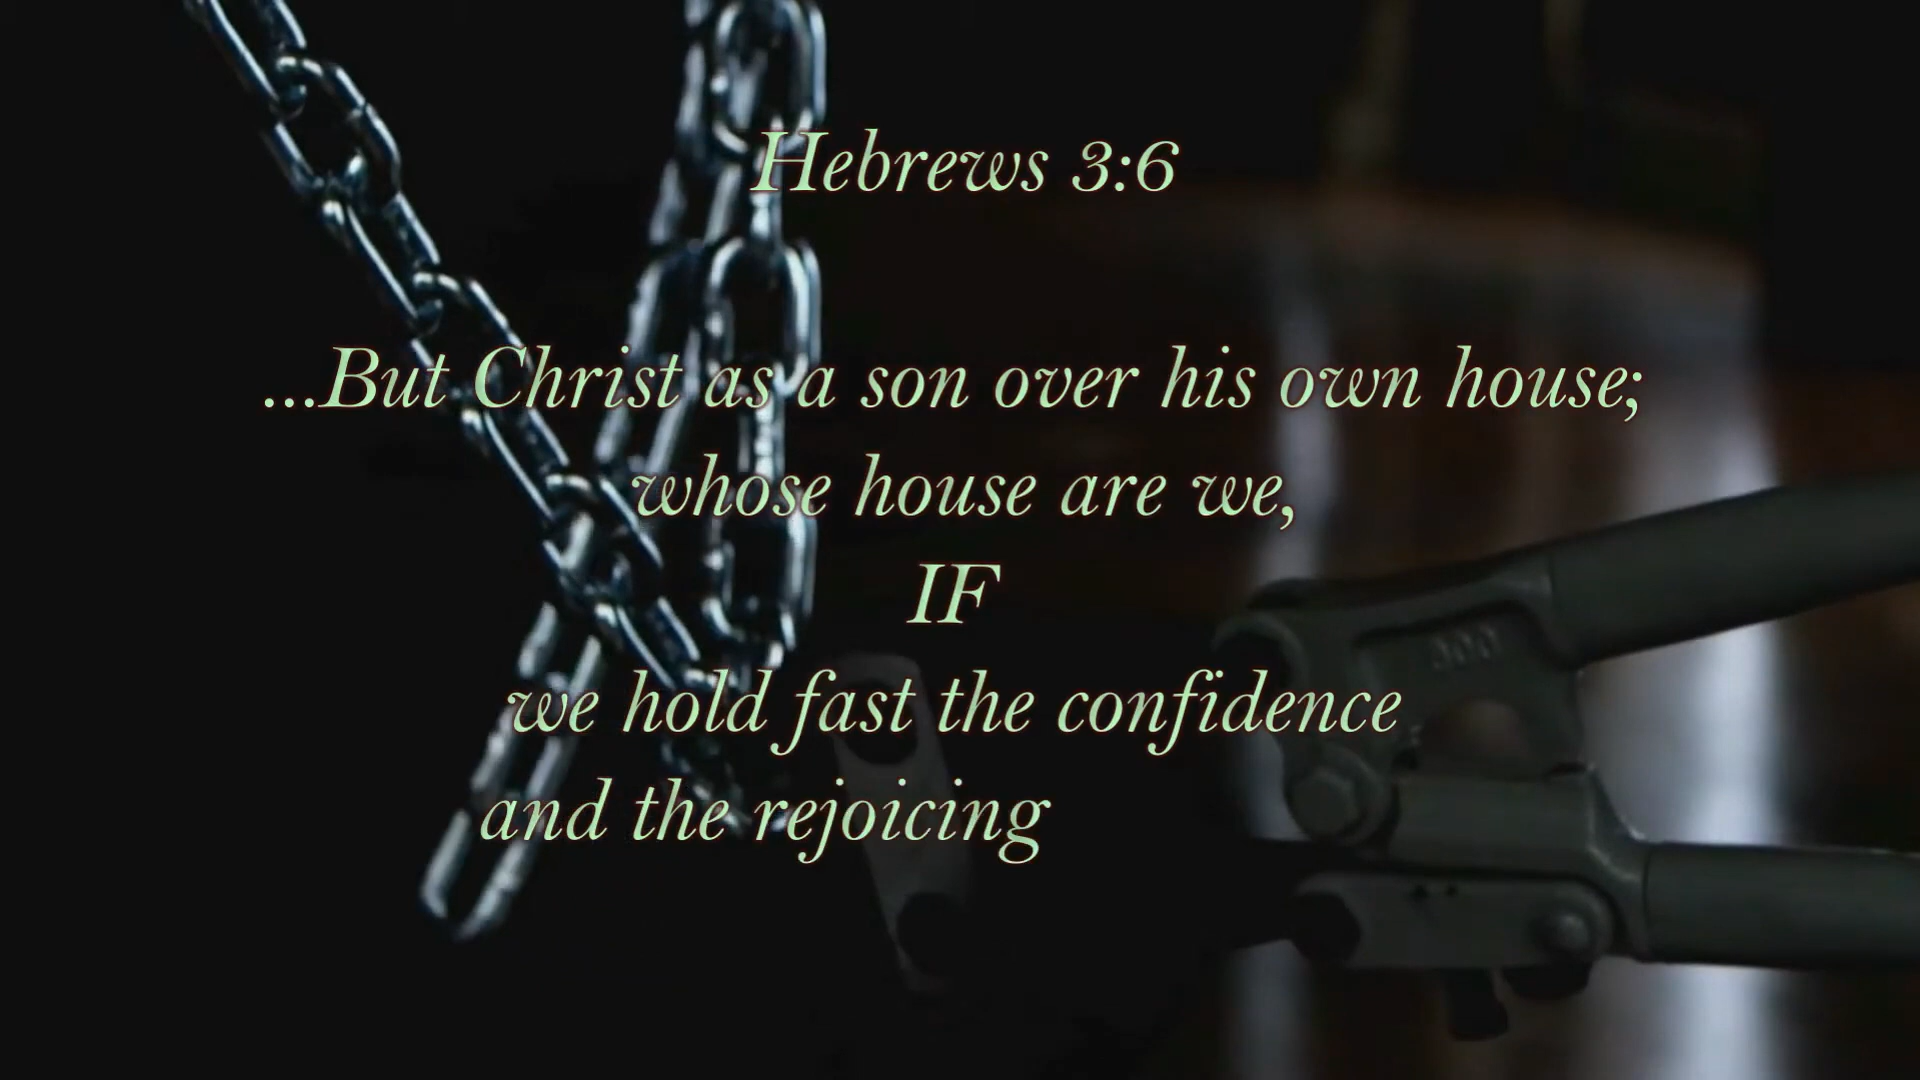 Hebrews 3:6
...But Christ as a son over his own house;
whose house are we,
IF
we hold fast the confidence
and the rejoicing
300